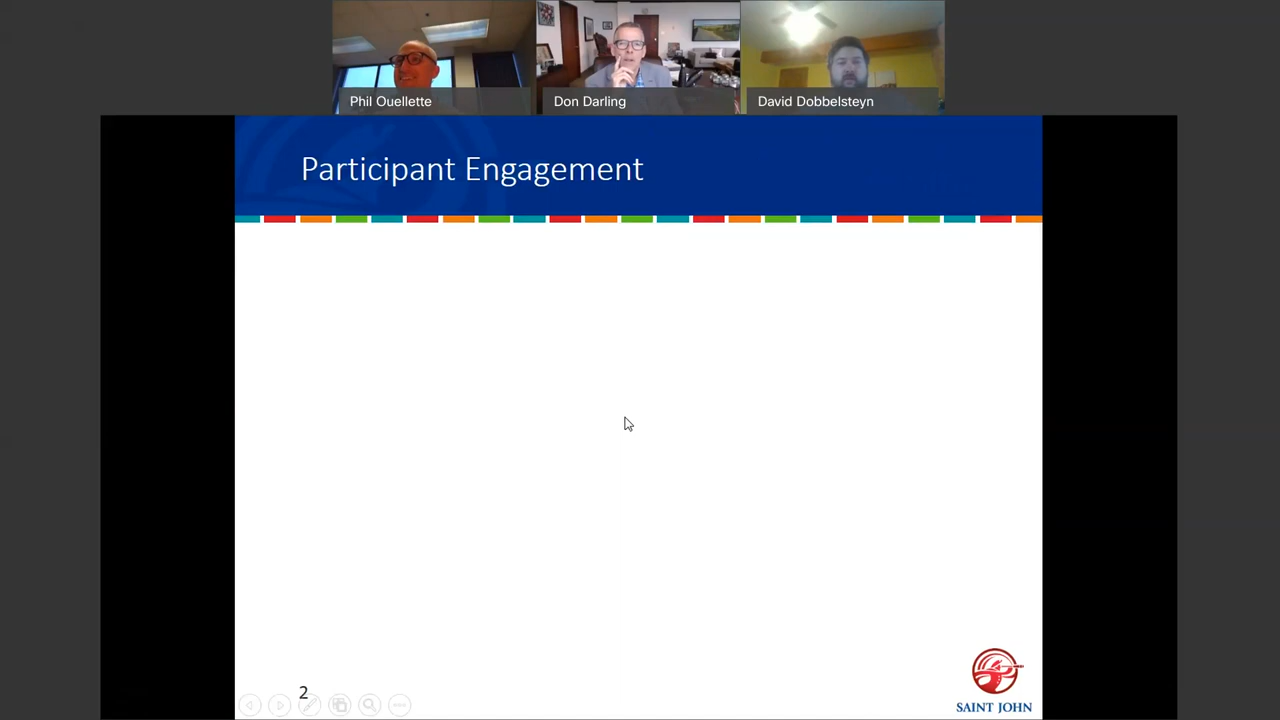 Phil Ouellette
Don Darling
David Dobbelsteyn
Participant Engagement
2
SAINT JOHN